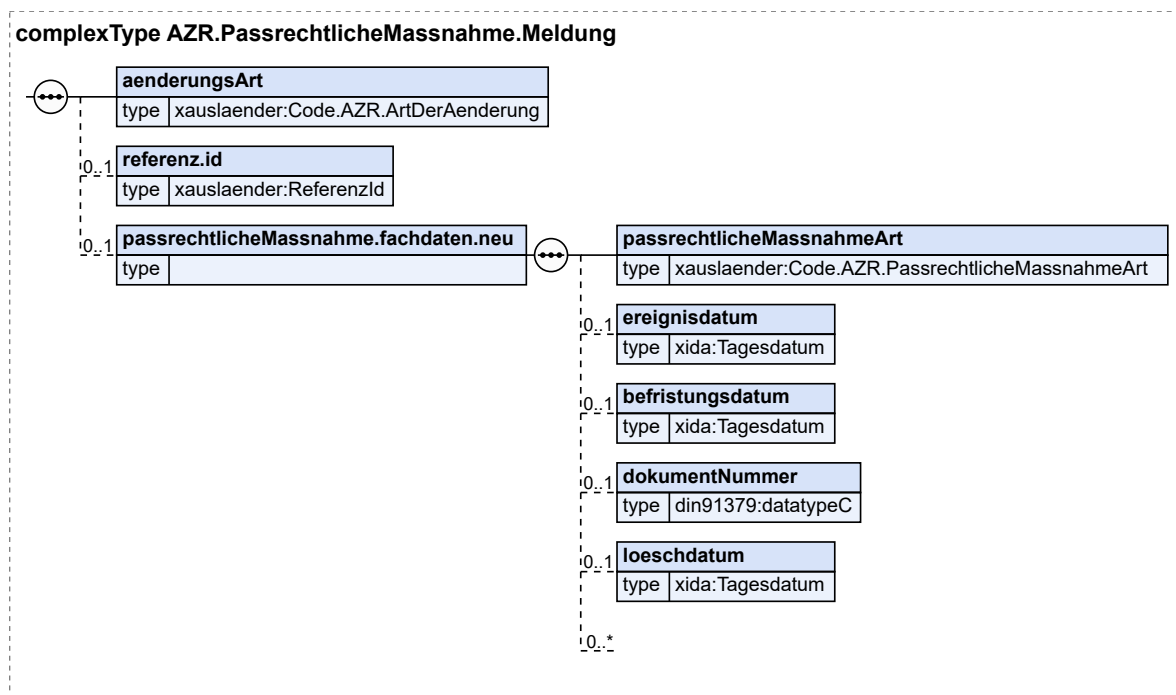 complexType AZR.PassrechtlicheMassnahme.Meldung
aenderungsArt
type xauslaender:Code.AZR.ArtDerAenderung
0..1 referenz.id
type xauslaender:ReferenzId
0..1 passrechtlicheMassnahme.fachdaten.neu
type
passrechtlicheMassnahmeArt
type xauslaender:Code.AZR.PassrechtlicheMassnahmeArt
0..1 ereignisdatum
type xida:Tagesdatum
0..1 befristungsdatum
type xida:Tagesdatum
0..1 dokumentNummer
type din91379:datatypeC
0..1 loeschdatum
type xida:Tagesdatum
0..*